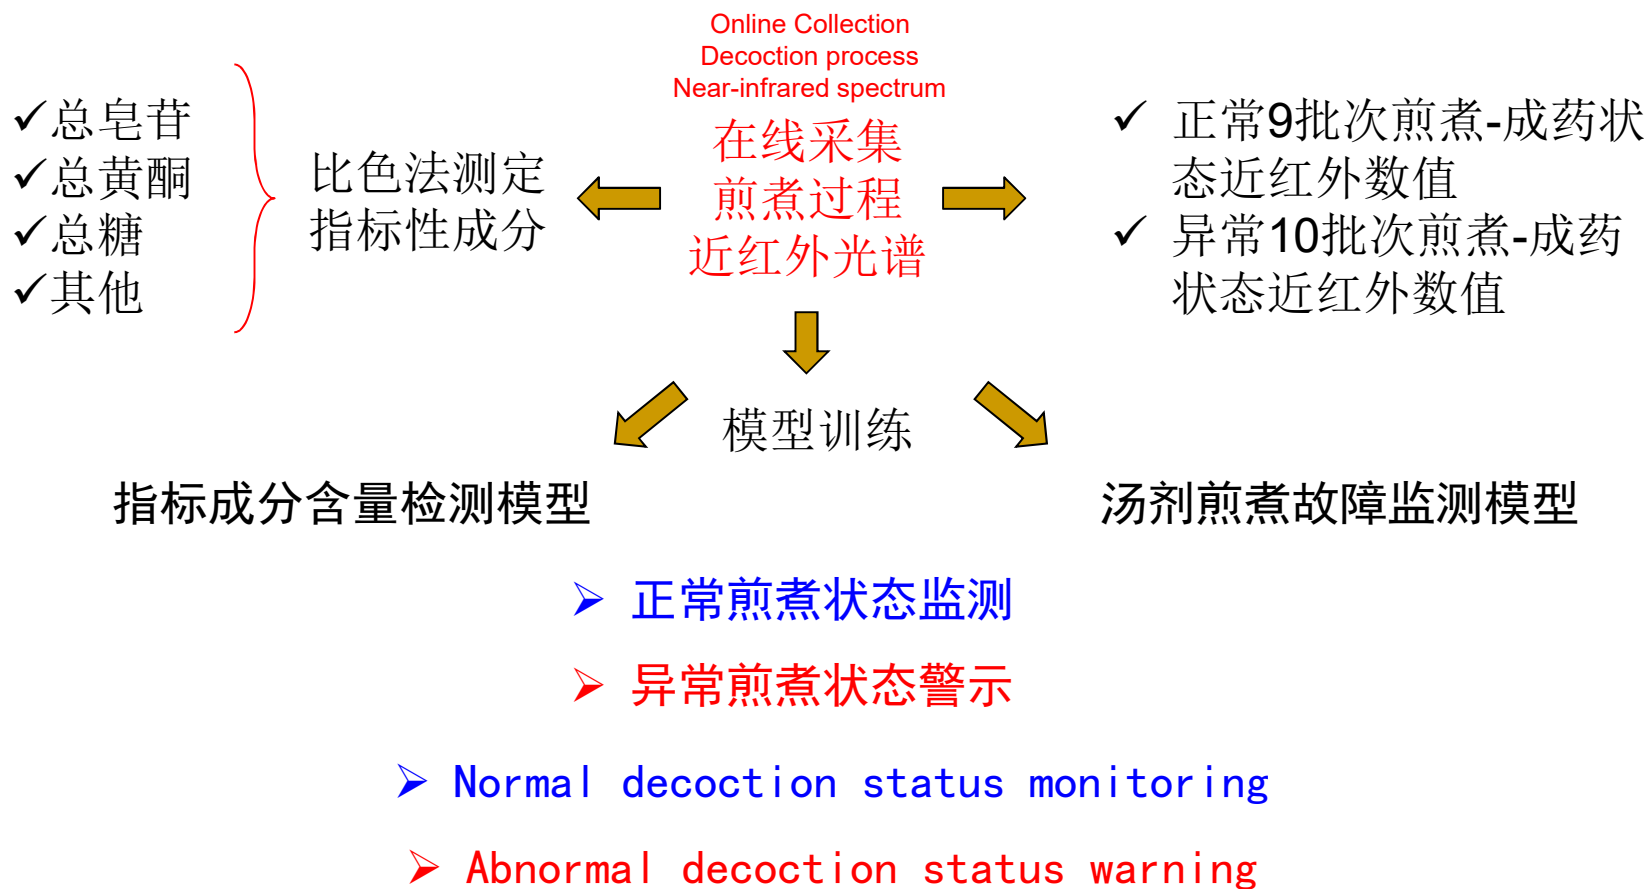 Online Collection
Decoction process
Near-infrared spectrum
在线采集
煎煮过程
近红外光谱
✓总皂苷
✓总黄酮
✓总糖
✓其他
比色法测定
指标性成分
✓ 正常9批次煎煮-成药状
态近红外数值
✓ 异常10批次煎煮-成药
状态近红外数值
模型训练
指标成分含量检测模型
汤剂煎煮故障监测模型
➢ 正常煎煮状态监测
➢ 异常煎煮状态警示
➢ Normal decoction status monitoring
➢ Abnormal decoction status warning